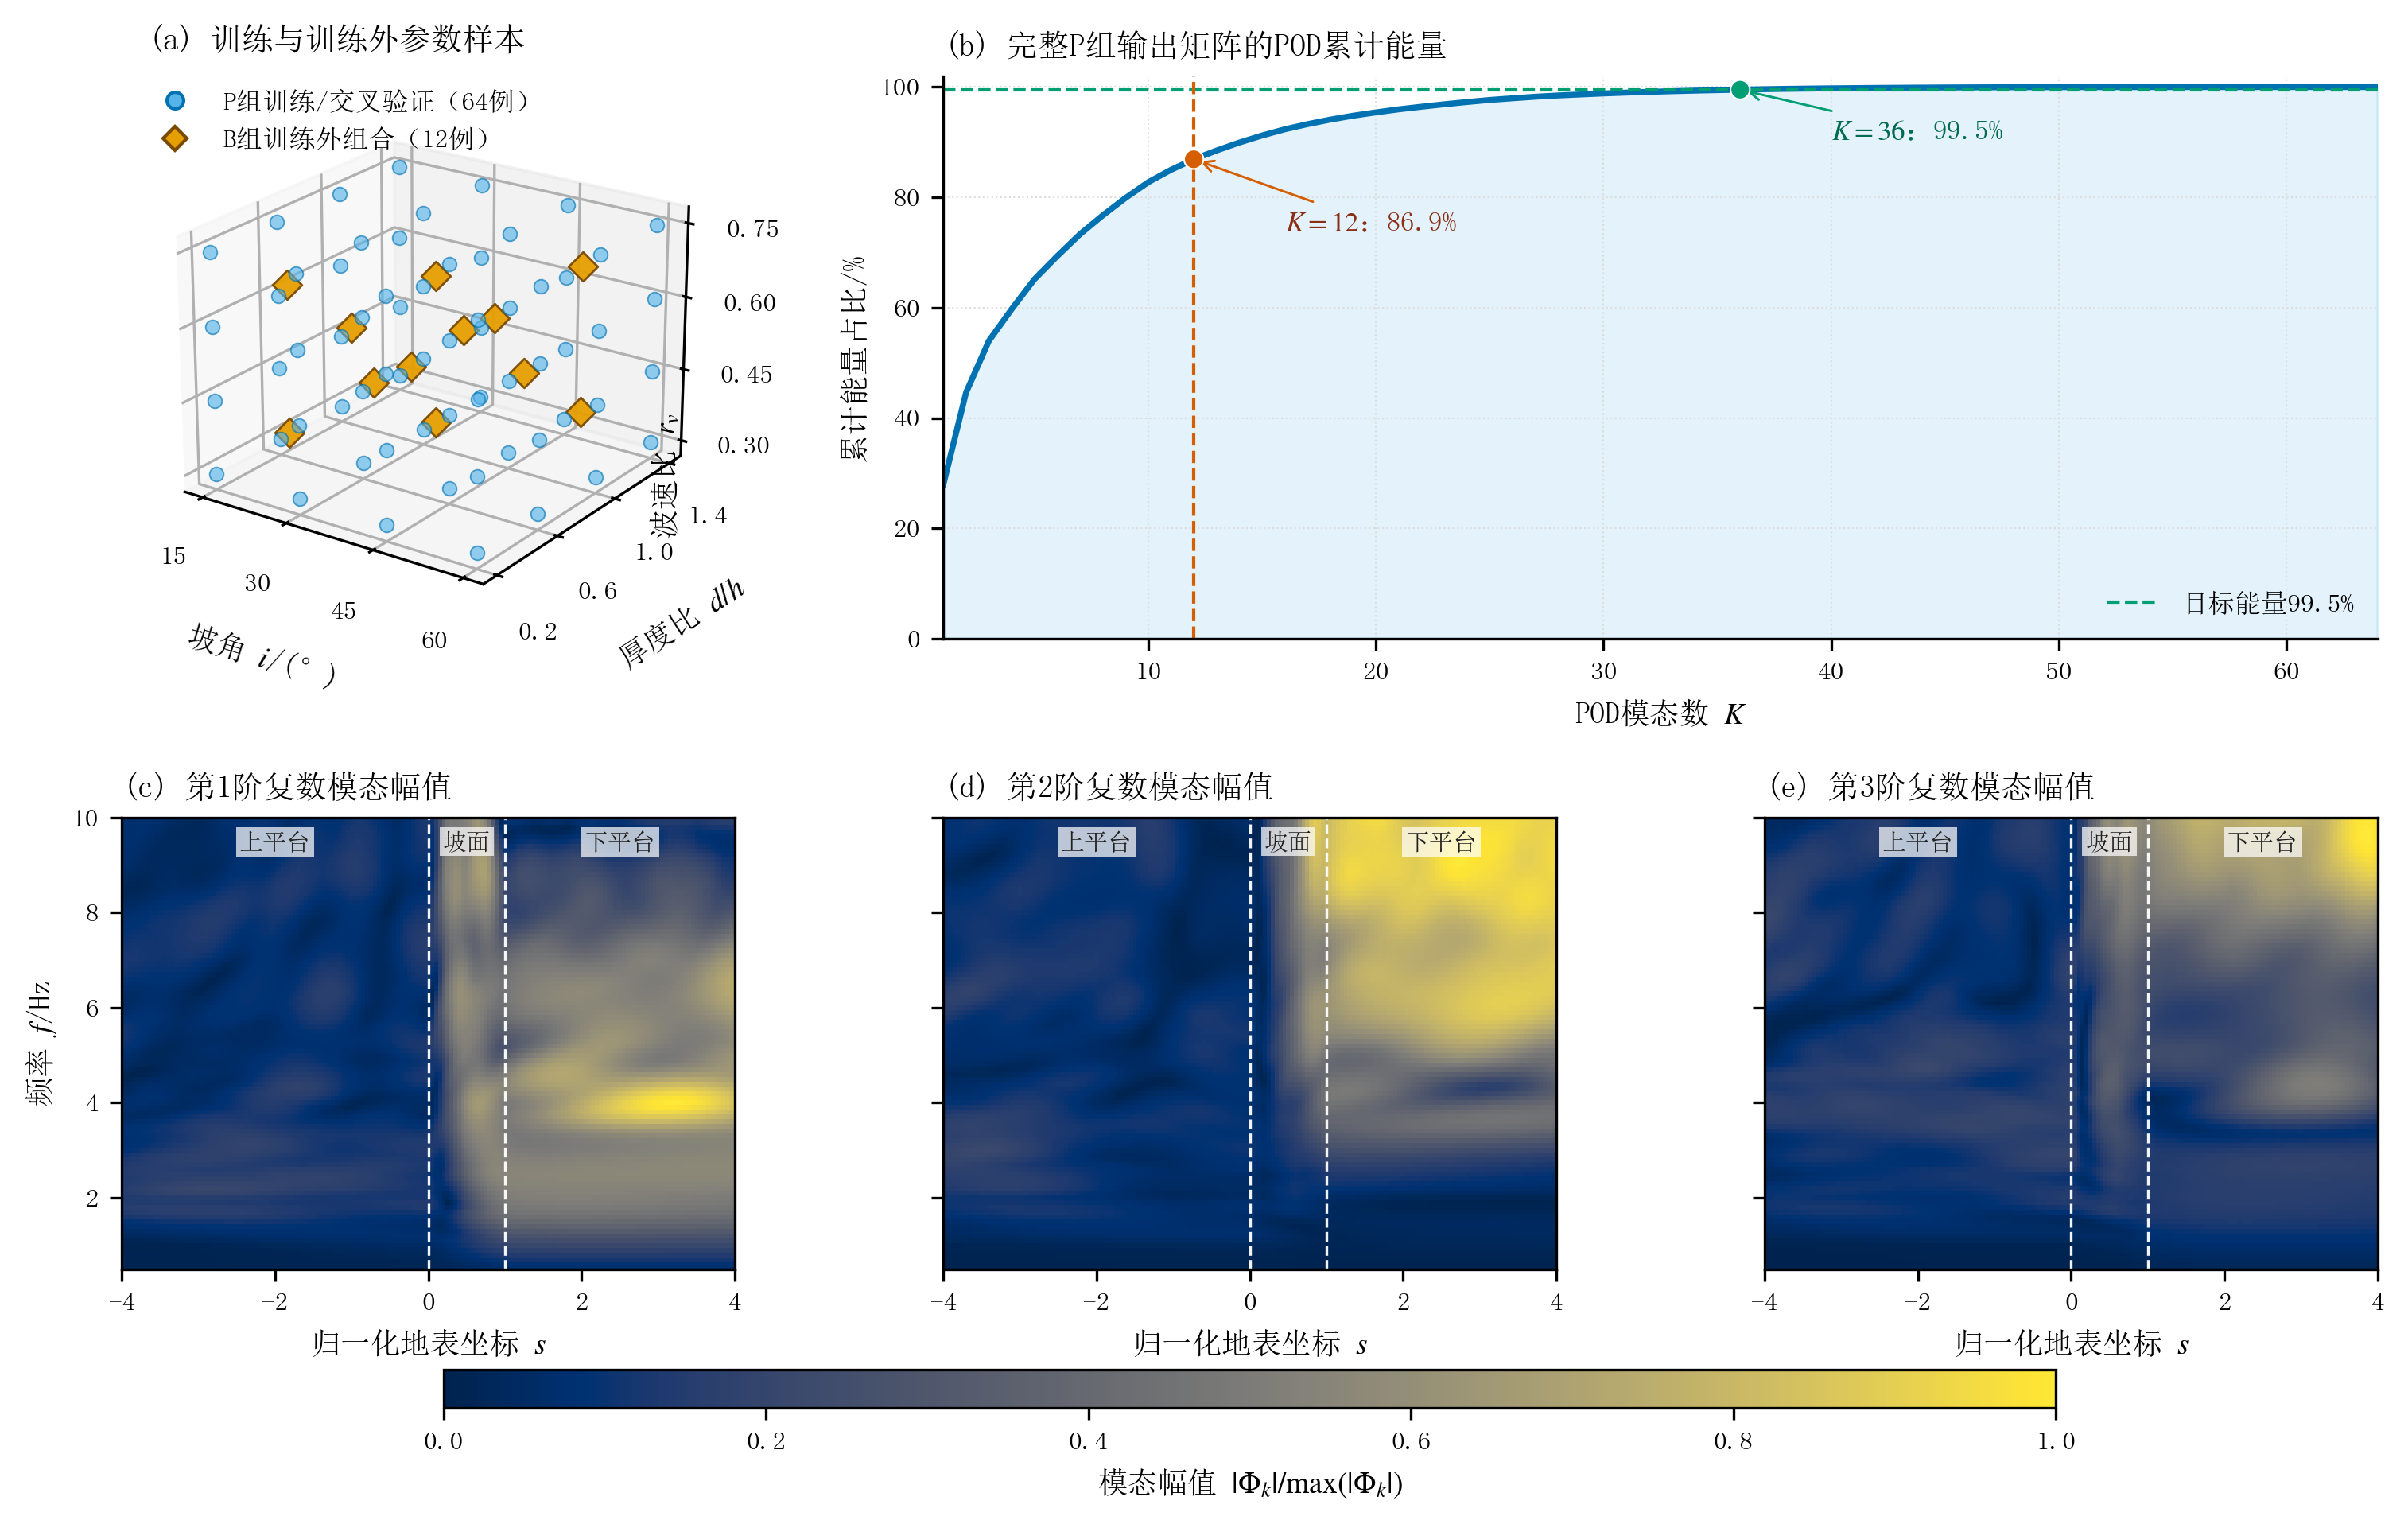 (a) 训练与训练外参数样本
P组训练/交叉验证（64例）
B组训练外组合（12例）
0.75
0.60
0.45
0.30
波速比 rᵥ
15
30
45
60
坡角 i/(°)
0.2
0.6
1.0
1.4
厚度比 d/h
(b) 完整P组输出矩阵的POD累计能量
100
80
60
40
20
0
累计能量占比/%
K=36: 99.5%
K=12: 86.9%
目标能量99.5%
10
20
30
40
50
60
POD模态数 K
(c) 第1阶复数模态幅值
上平台
坡面
下平台
10
8
6
4
2
频率 f/Hz
−4
−2
0
2
4
归一化地表坐标 s
(d) 第2阶复数模态幅值
上平台
坡面
下平台
−4
−2
0
2
4
归一化地表坐标 s
(e) 第3阶复数模态幅值
上平台
坡面
下平台
−4
−2
0
2
4
归一化地表坐标 s
0.0
0.2
0.4
0.6
0.8
1.0
模态幅值 |Φₖ|/max(|Φₖ|)